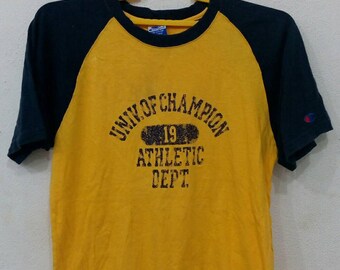 UNIV. OF CHAMPION
19
ATHLETIC
DEPT.